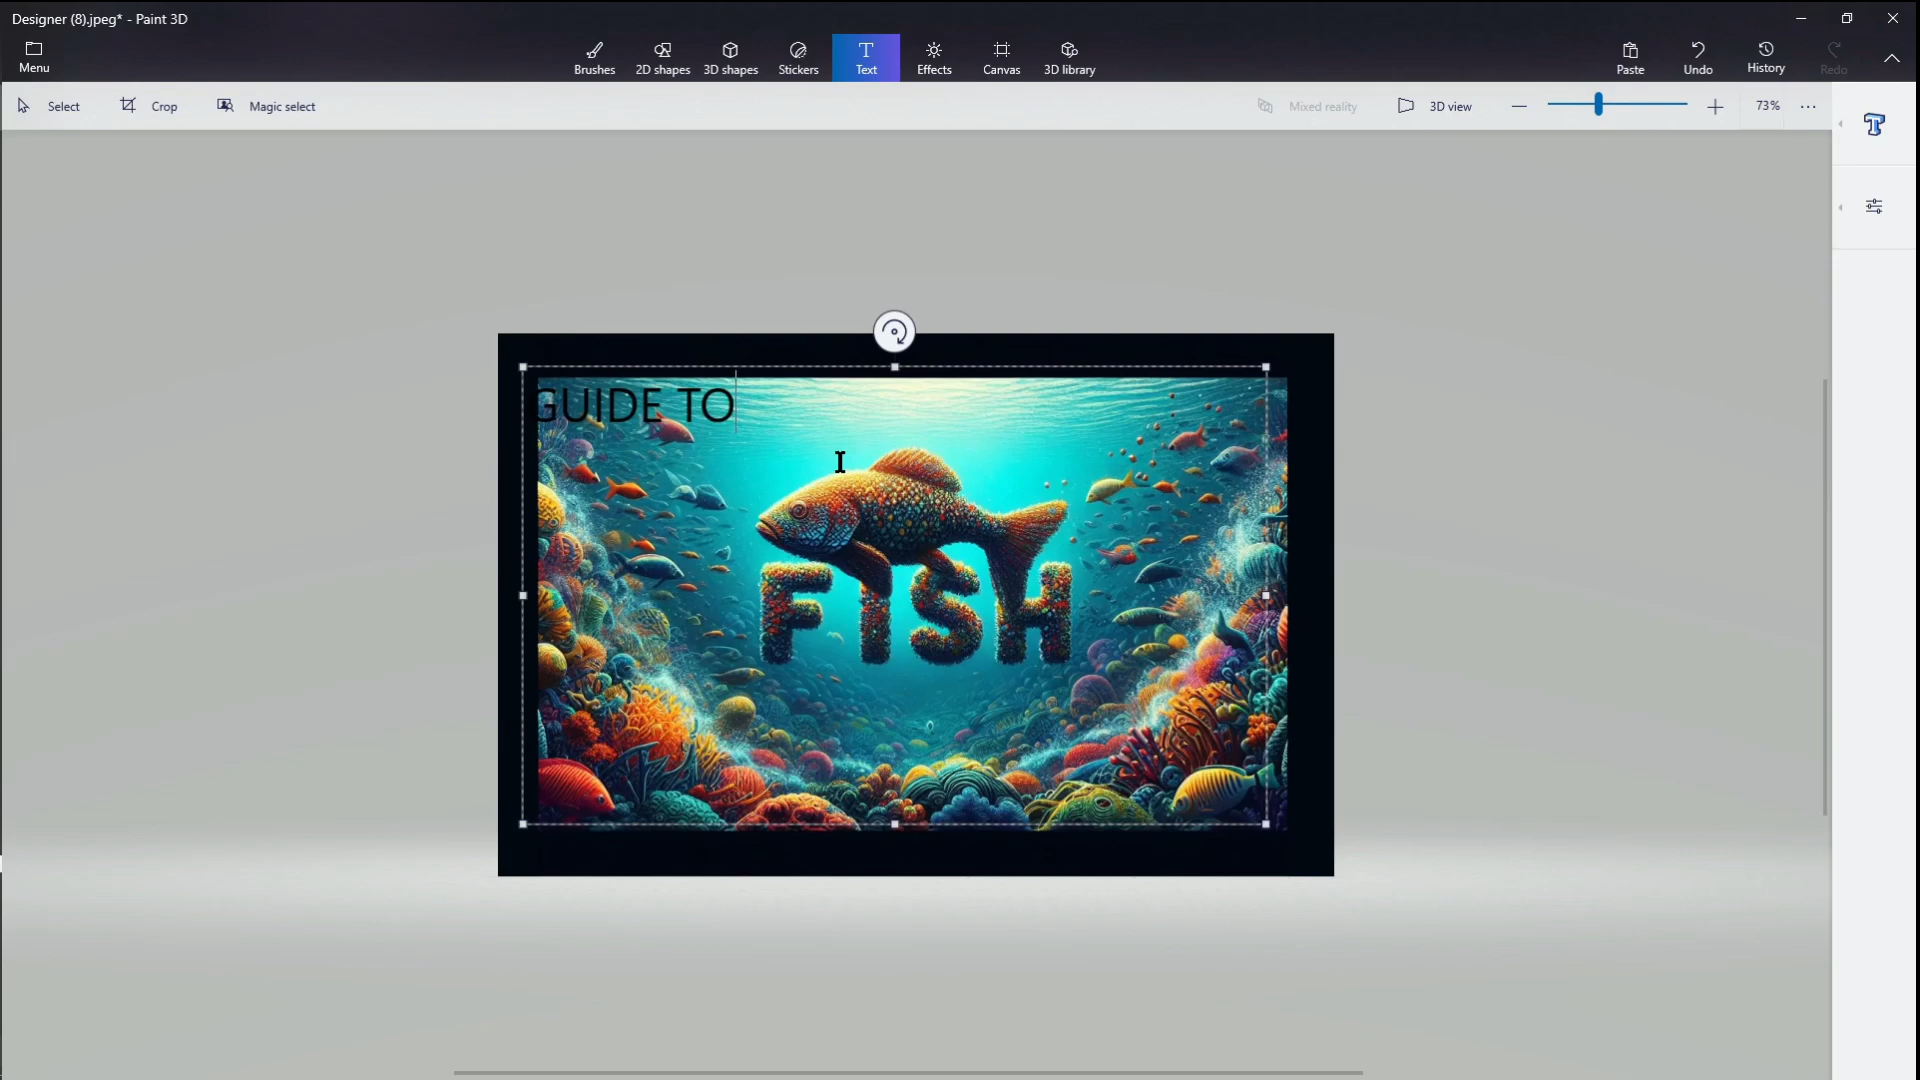 Designer (8).jpeg* - Paint 3D
Menu
Brushes
2D shapes
3D shapes
Stickers
Text
Effects
Canvas
3D library
Paste
Undo
History
Redo
Select
Crop
Magic select
Mixed reality
3D view
73%
GUIDE TO
FISH